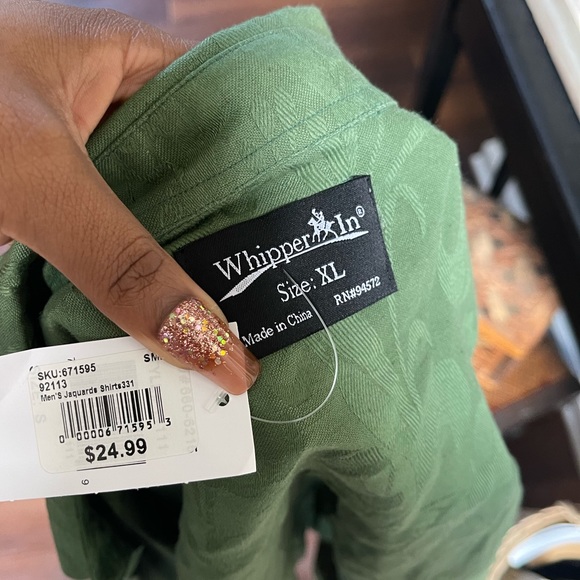 Whipper In®
Size: XL
RN#94572
Made in China
SKU:671595
92113
Men'S Jaquards Shirts331
0 00006 71595 3
$24.99